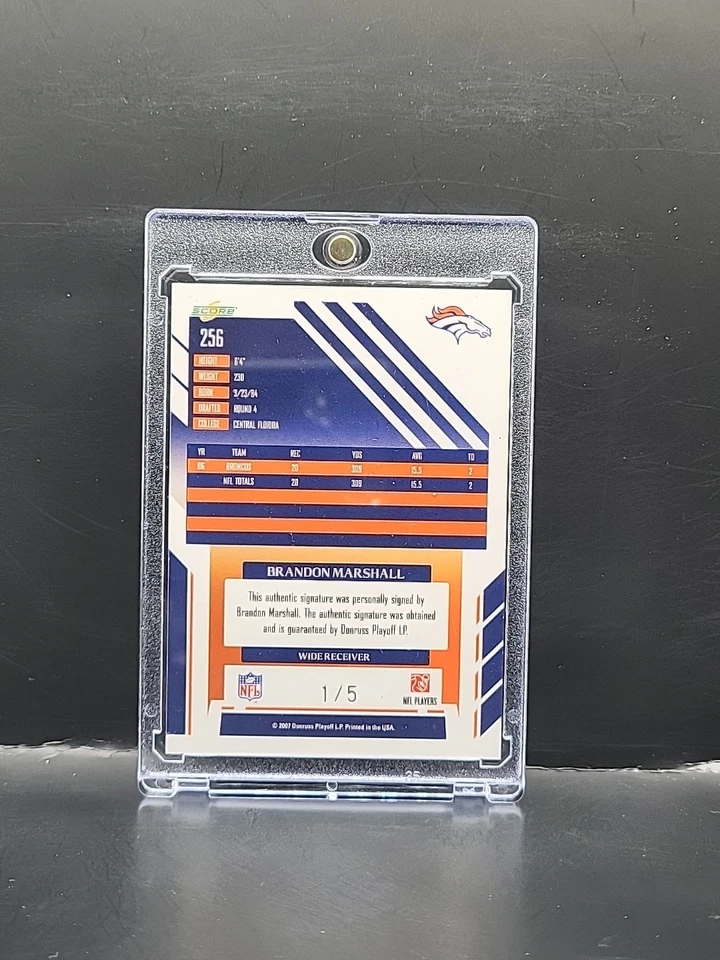 SCORE
256
HEIGHT 6'4"
WEIGHT 230
BORN 3/23/84
DRAFTED ROUND 4
COLLEGE CENTRAL FLORIDA
YR TEAM REC YDS AVG TD
06 BRONCOS 20 309 15.5 2
NFL TOTALS 20 309 15.5 2
BRANDON MARSHALL
This authentic signature was personally signed by
Brandon Marshall. The authentic signature was obtained
and is guaranteed by Donruss Playoff LP.
WIDE RECEIVER
NFL
1/5
NFL PLAYERS
© 2007 Donruss Playoff L.P. Printed in the USA.
35